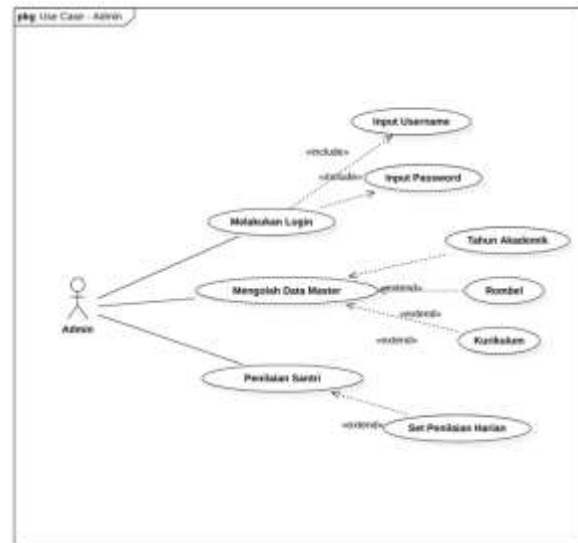 pkg Use Case - Admin
Input Username
«include»
«include»
Input Password
Melakukan Login
Tahun Akademik
Mengolah Data Master
«extend»
Rombel
«extend»
Admin
«extend»
Kurikulum
Penilaian Santri
«extend»
Set Penilaian Harian